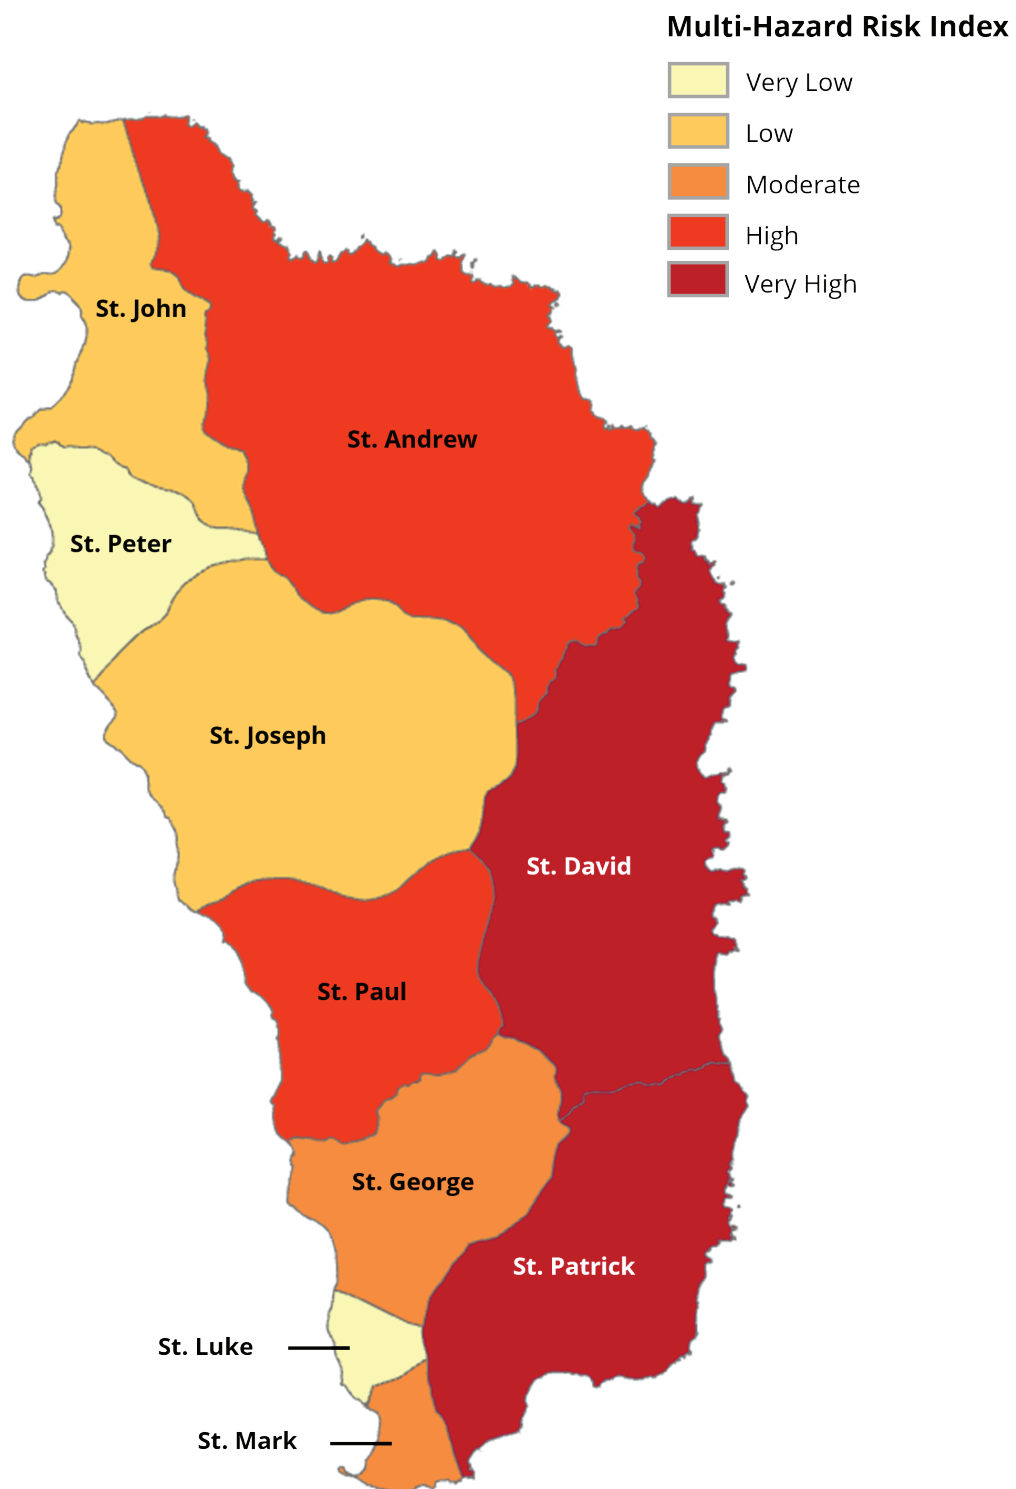 Multi-Hazard Risk Index
Very Low
Low
Moderate
High
Very High
St. John
St. Andrew
St. Peter
St. Joseph
St. David
St. Paul
St. George
St. Patrick
St. Luke
St. Mark